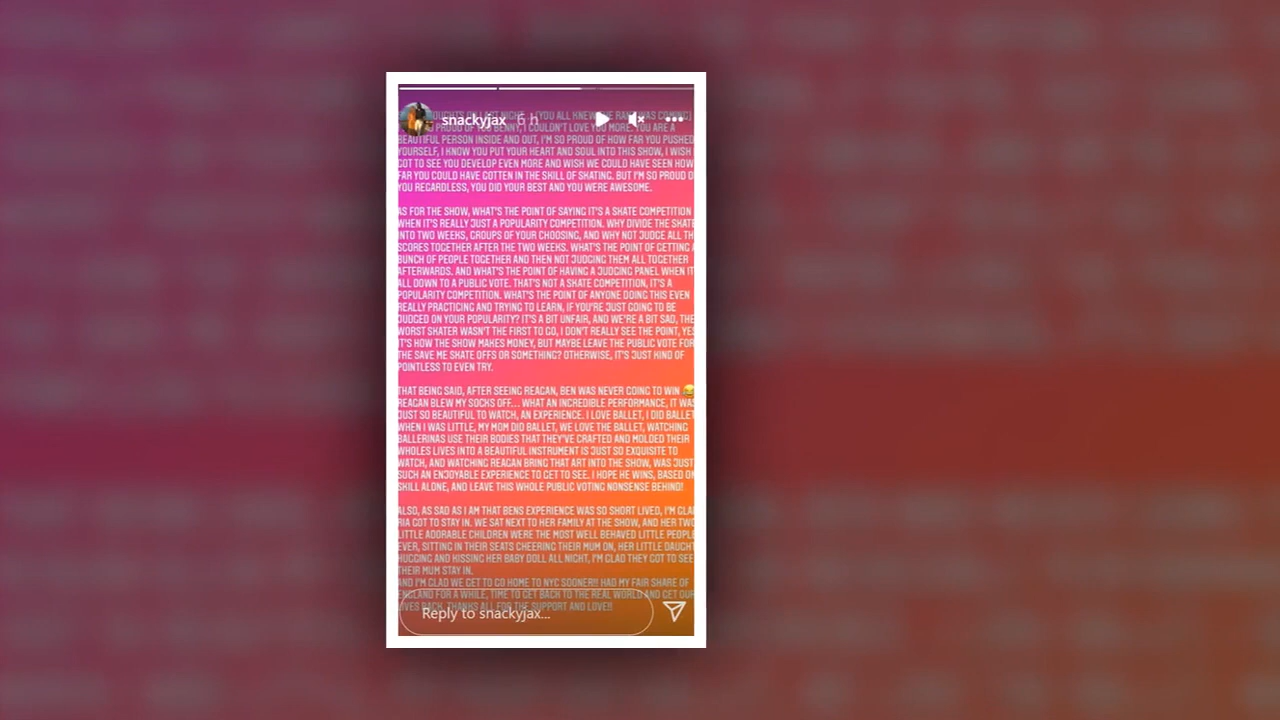 snackyjax 6 h
OUGHTS LAST NIGHT (YOU ALL KNEW THE RANT WAS COMING)
PROUD OF YOU BENNY, I COULDN'T LOVE YOU MORE. YOU ARE A
BEAUTIFUL PERSON INSIDE AND OUT, I'M SO PROUD OF HOW FAR YOU PUSHED
YOURSELF, I KNOW YOU PUT YOUR HEART AND SOUL INTO THIS SHOW, I WISH
GOT TO SEE YOU DEVELOP EVEN MORE AND WISH WE COULD HAVE SEEN HOW
FAR YOU COULD HAVE GOTTEN IN THE SKILL OF SKATING. BUT I'M SO PROUD O
YOU REGARDLESS, YOU DID YOUR BEST AND YOU WERE AWESOME.
AS FOR THE SHOW, WHAT'S THE POINT OF SAYING IT'S A SKATE COMPETITION
WHEN IT'S REALLY JUST A POPULARITY COMPETITION. WHY DIVIDE THE SKATE
INTO TWO WEEKS, GROUPS OF YOUR CHOOSING, AND WHY NOT JUDGE ALL TH
SCORES TOGETHER AFTER THE TWO WEEKS. WHAT'S THE POINT OF GETTING A
BUNCH OF PEOPLE TOGETHER AND THEN NOT JUDGING THEM ALL TOGETHER
AFTERWARDS. AND WHAT'S THE POINT OF HAVING A JUDGING PANEL WHEN IT
ALL DOWN TO A PUBLIC VOTE. THAT'S NOT A SKATE COMPETITION, IT'S A
POPULARITY COMPETITION. WHAT'S THE POINT OF ANYONE DOING THIS EVEN
REALLY PRACTICING AND TRYING TO LEARN, IF YOU'RE JUST GOING TO BE
JUDGED ON YOUR POPULARITY? IT'S A BIT UNFAIR, AND WE'RE A BIT SAD, THE
WORST SKATER WASN'T THE FIRST TO GO, I DON'T REALLY SEE THE POINT, YES
IT'S HOW THE SHOW MAKES MONEY, BUT MAYBE LEAVE THE PUBLIC VOTE FOR
THE SAVE ME SKATE OFFS OR SOMETHING? OTHERWISE, IT'S JUST KIND OF
POINTLESS TO EVEN TRY.
THAT BEING SAID, AFTER SEEING REAGAN, BEN WAS NEVER GOING TO WIN 😂
REAGAN BLEW MY SOCKS OFF... WHAT AN INCREDIBLE PERFORMANCE, IT WAS
JUST SO BEAUTIFUL TO WATCH, AN EXPERIENCE. I LOVE BALLET, I DID BALLET
WHEN I WAS LITTLE, MY MOM DID BALLET, WE LOVE THE BALLET, WATCHING
BALLERINAS USE THEIR BODIES THAT THEY'VE CRAFTED AND MOLDED THEIR
WHOLES LIVES INTO A BEAUTIFUL INSTRUMENT IS JUST SO EXQUISITE TO
WATCH, AND WATCHING REAGAN BRING THAT ART INTO THE SHOW, WAS JUST
SUCH AN ENJOYABLE EXPERIENCE TO GET TO SEE. I HOPE HE WINS, BASED ON
SKILL ALONE, AND LEAVE THIS WHOLE PUBLIC VOTING NONSENSE BEHIND!
ALSO, AS SAD AS I AM THAT BENS EXPERIENCE WAS SO SHORT LIVED, I'M GLA
RIA GOT TO STAY IN. WE SAT NEXT TO HER FAMILY AT THE SHOW, AND HER TWO
LITTLE ADORABLE CHILDREN WERE THE MOST WELL BEHAVED LITTLE PEOPLE
EVER, SITTING IN THEIR SEATS CHEERING THEIR MUM ON, HER LITTLE DAUGHT
HUGGING AND KISSING HER BABY DOLL ALL NIGHT, I'M GLAD THEY GOT TO SEE
THEIR MUM STAY IN.
AND I'M GLAD WE GET TO GO HOME TO NYC SOONER!! HAD MY FAIR SHARE OF
ENGLAND FOR A WHILE, TIME TO GET BACK TO THE REAL WORLD AND GET OUR
LIVES BACK. THANKS ALL FOR THE SUPPORT AND LOVE!!
Reply to snackyjax...